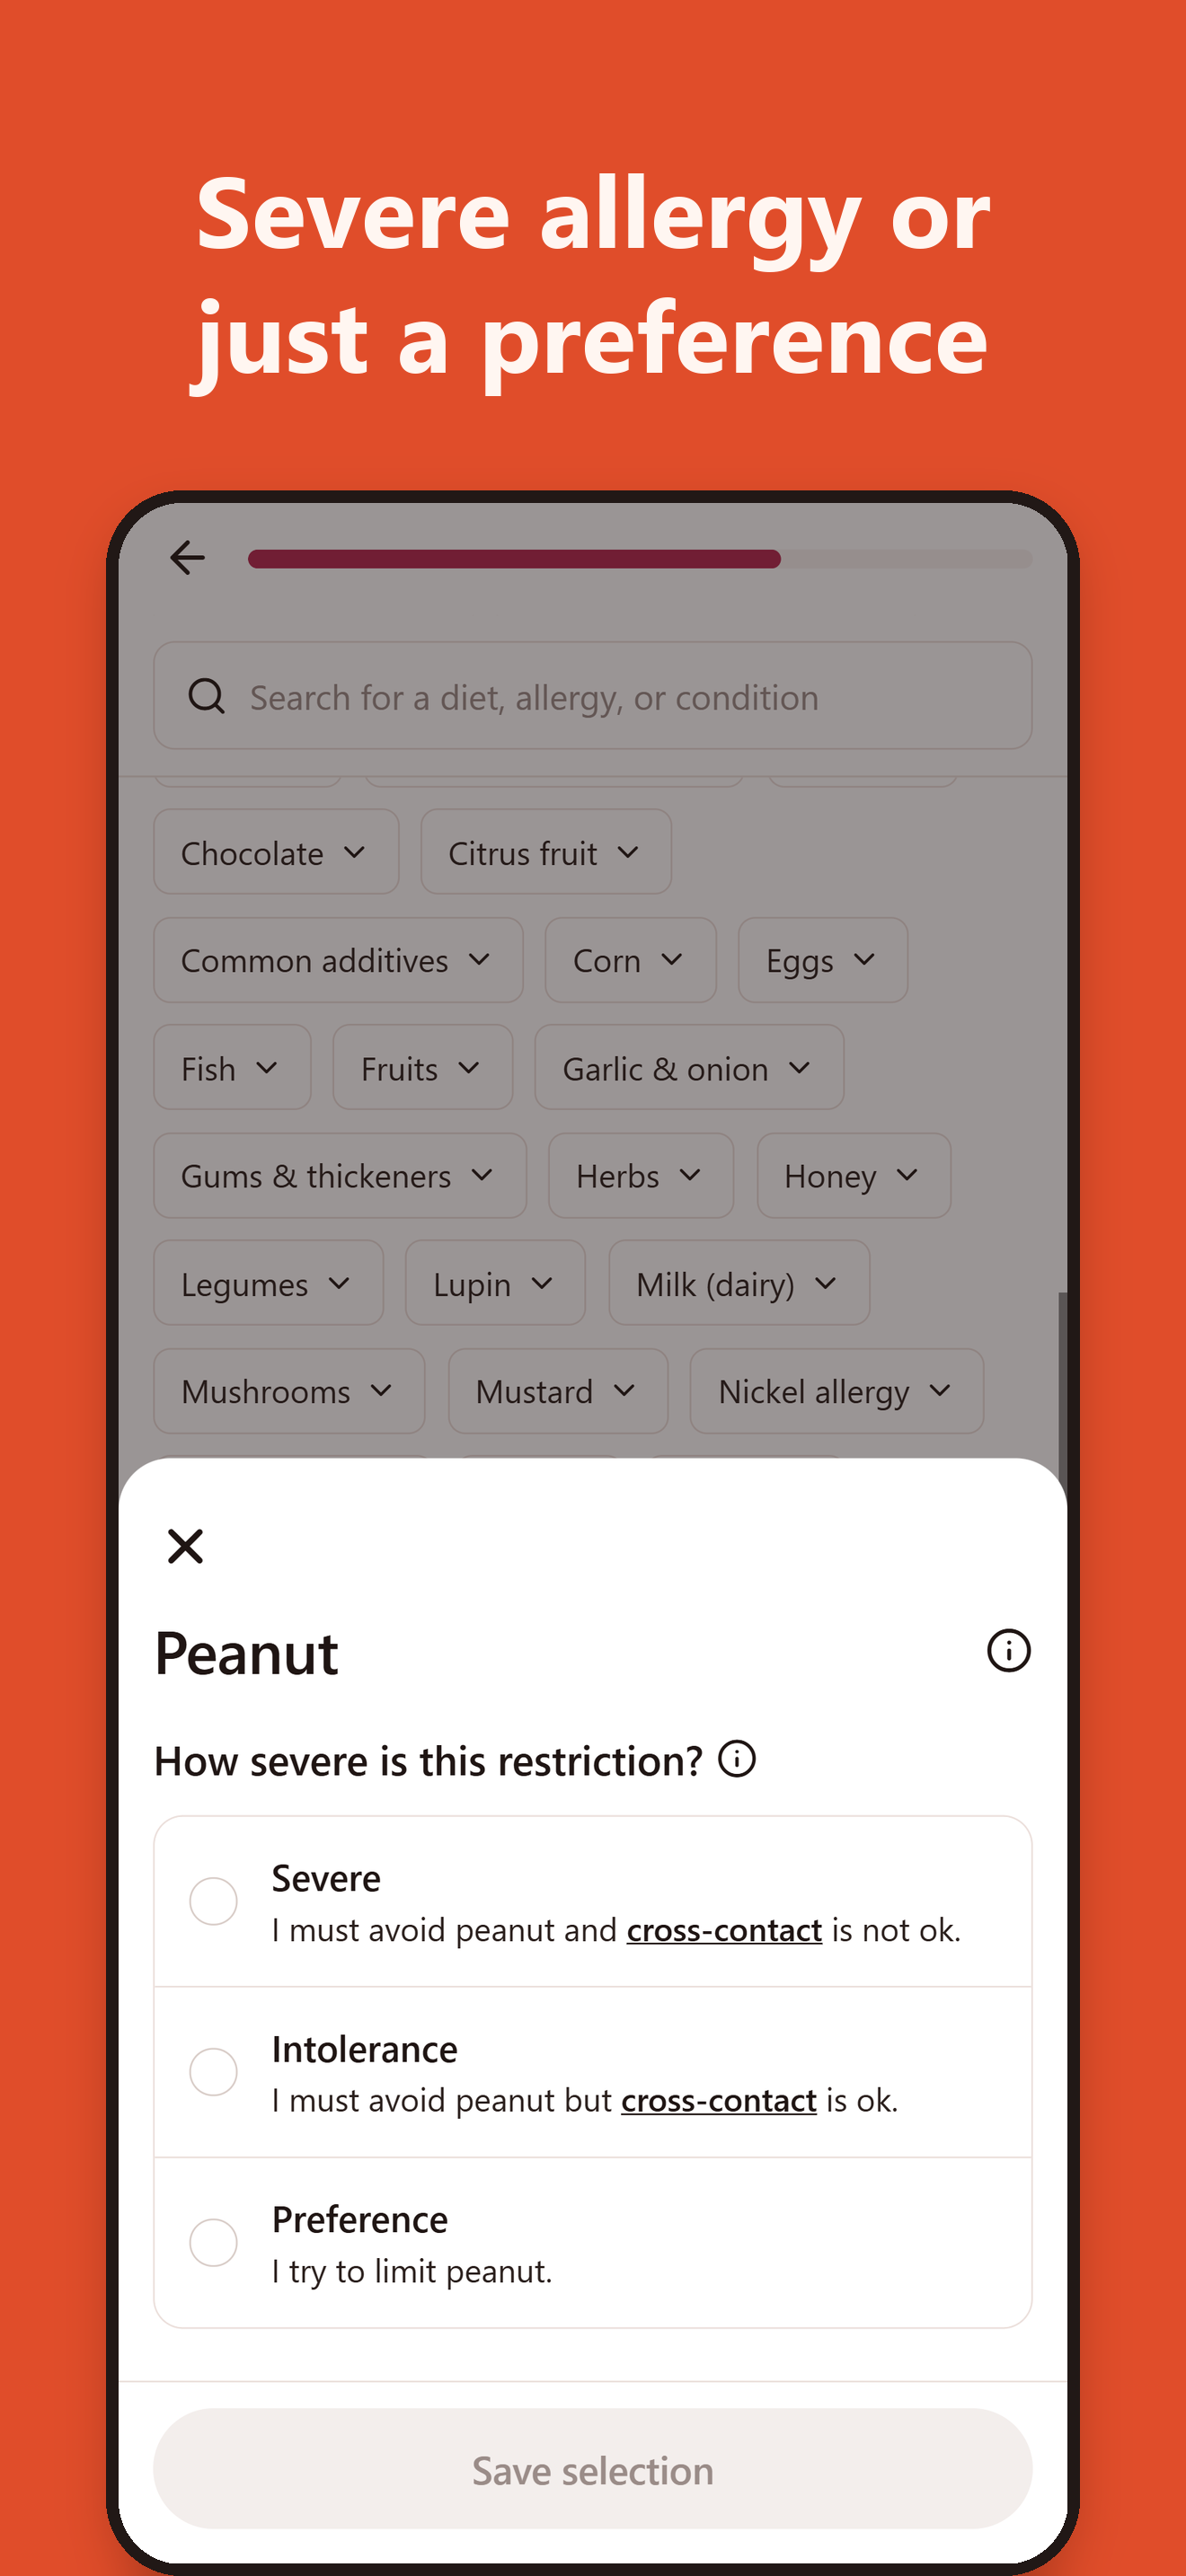 Severe allergy or
just a preference
Search for a diet, allergy, or condition
Chocolate Citrus fruit
Common additives Corn Eggs
Fish Fruits Garlic & onion
Gums & thickeners Herbs Honey
Legumes Lupin Milk (dairy)
Mushrooms Mustard Nickel allergy
Peanut
How severe is this restriction?
Severe
I must avoid peanut and cross-contact is not ok.
Intolerance
I must avoid peanut but cross-contact is ok.
Preference
I try to limit peanut.
Save selection